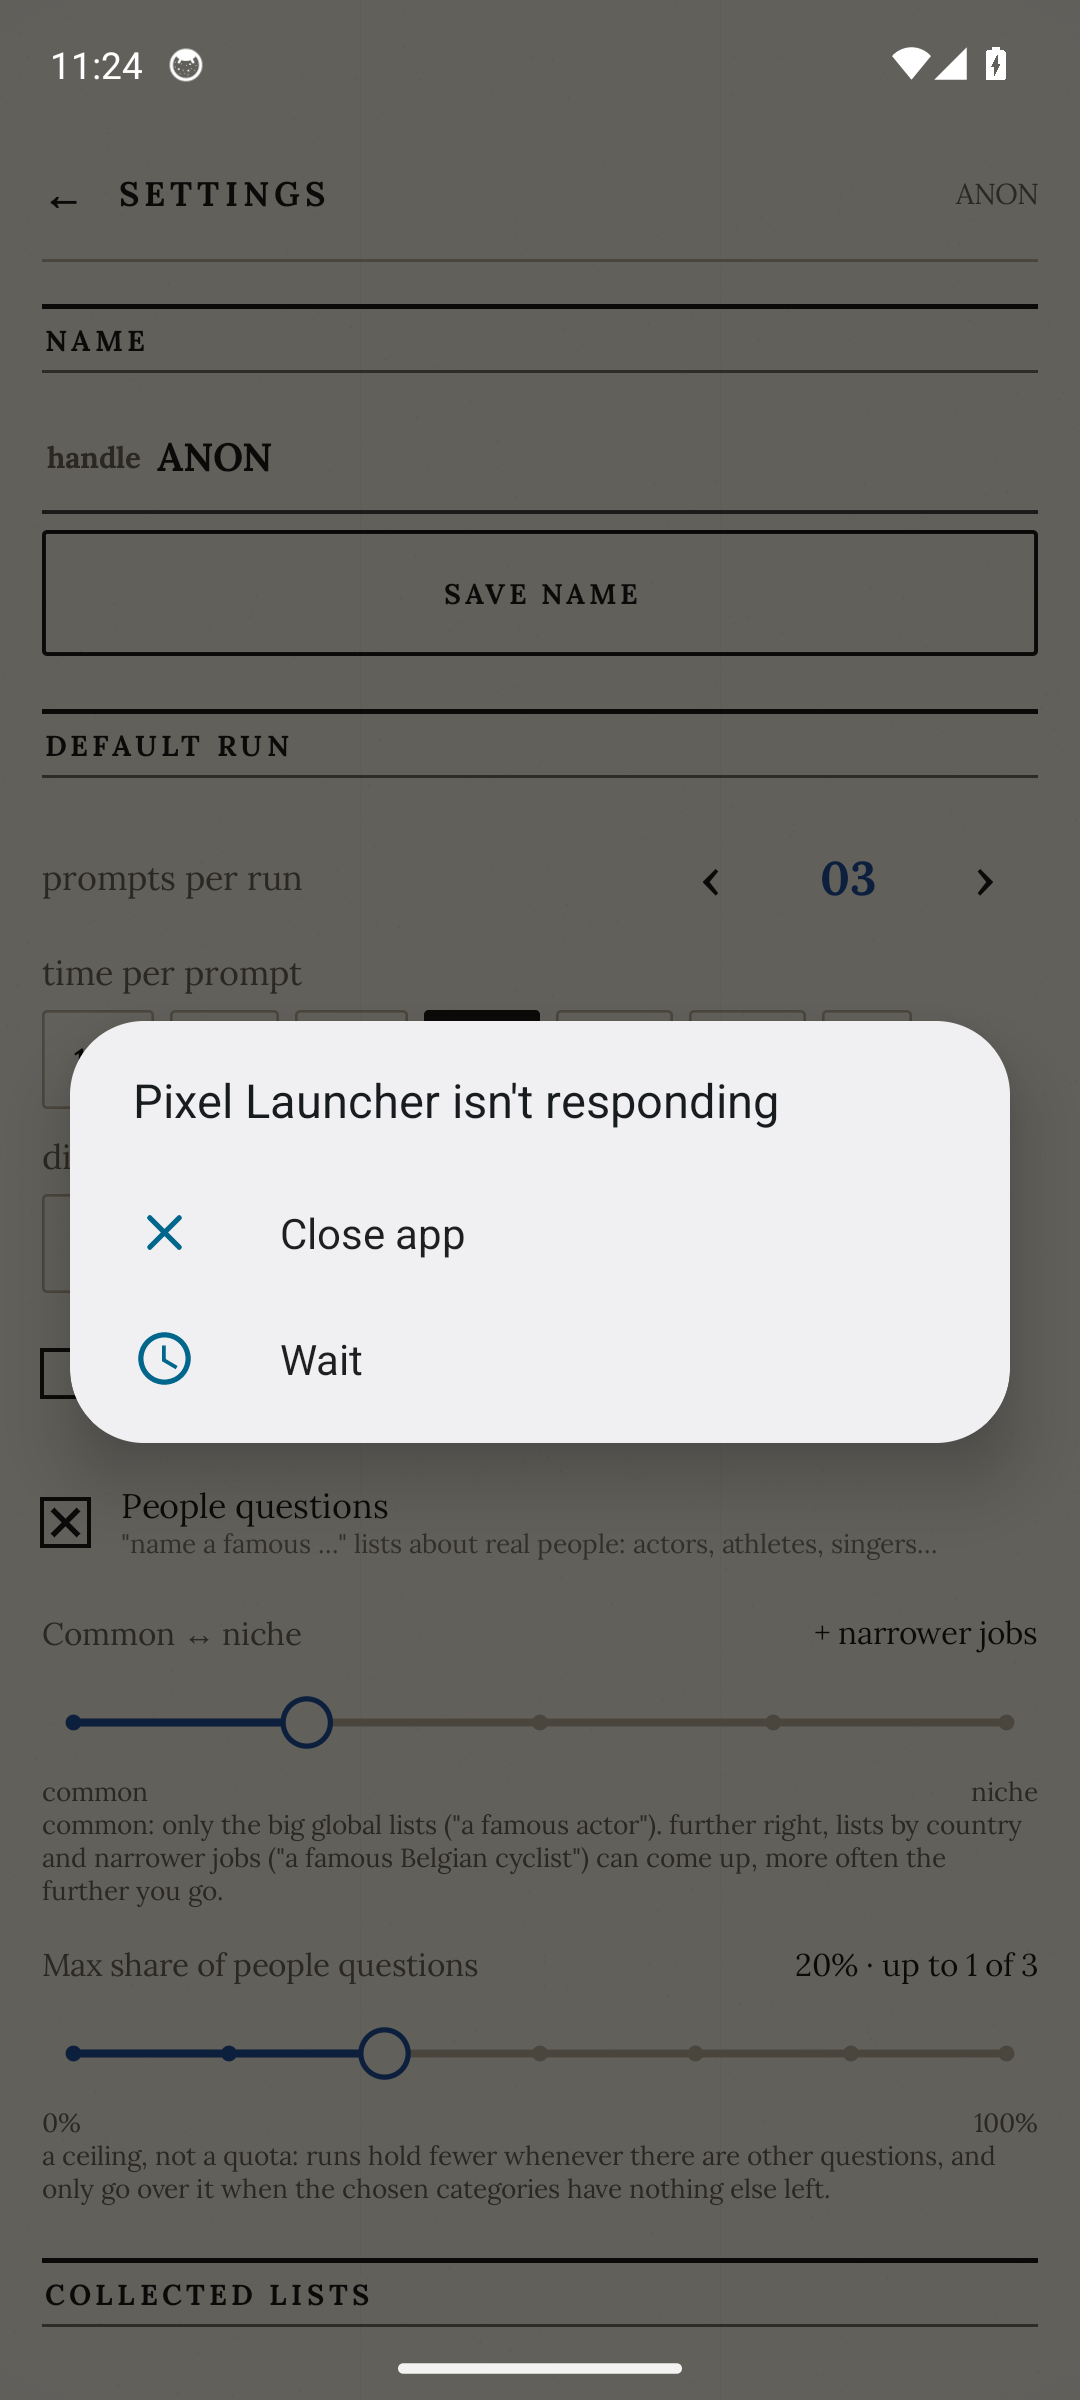 11:24
← SETTINGS ANON
NAME
handle ANON
SAVE NAME
DEFAULT RUN
prompts per run ‹ 03 ›
time per prompt
Pixel Launcher isn't responding
Close app
Wait
People questions
"name a famous ..." lists about real people: actors, athletes, singers...
Common ↔ niche + narrower jobs
common niche
common: only the big global lists ("a famous actor"). further right, lists by country
and narrower jobs ("a famous Belgian cyclist") can come up, more often the
further you go.
Max share of people questions 20% · up to 1 of 3
0% 100%
a ceiling, not a quota: runs hold fewer whenever there are other questions, and
only go over it when the chosen categories have nothing else left.
COLLECTED LISTS